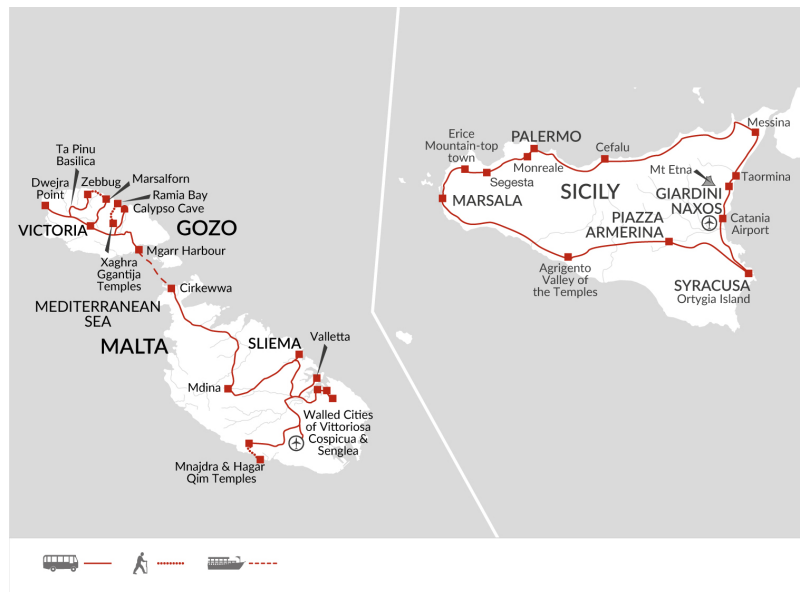 Ta Pinu
Basilica
Dwejra
Point
Zebbug
Marsalforn
Ramia Bay
Calypso Cave
VICTORIA
GOZO
Xaghra
Ggantija
Temples
Mgarr Harbour
Cirkewwa
MEDITERRANEAN
SEA
MALTA
SLIEMA
Valletta
Mdina
Walled Cities
of Vittoriosa
Cospicua &
Senglea
Mnajdra & Hagar
Qim Temples
Messina
Erice
Mountain-top
town
PALERMO
Monreale
Cefalu
Segesta
Mt Etna
Taormina
MARSALA
SICILY
GIARDINI
NAXOS
PIAZZA
ARMERINA
Catania
Airport
Agrigento
Valley of
the Temples
SYRACUSA
Ortygia Island